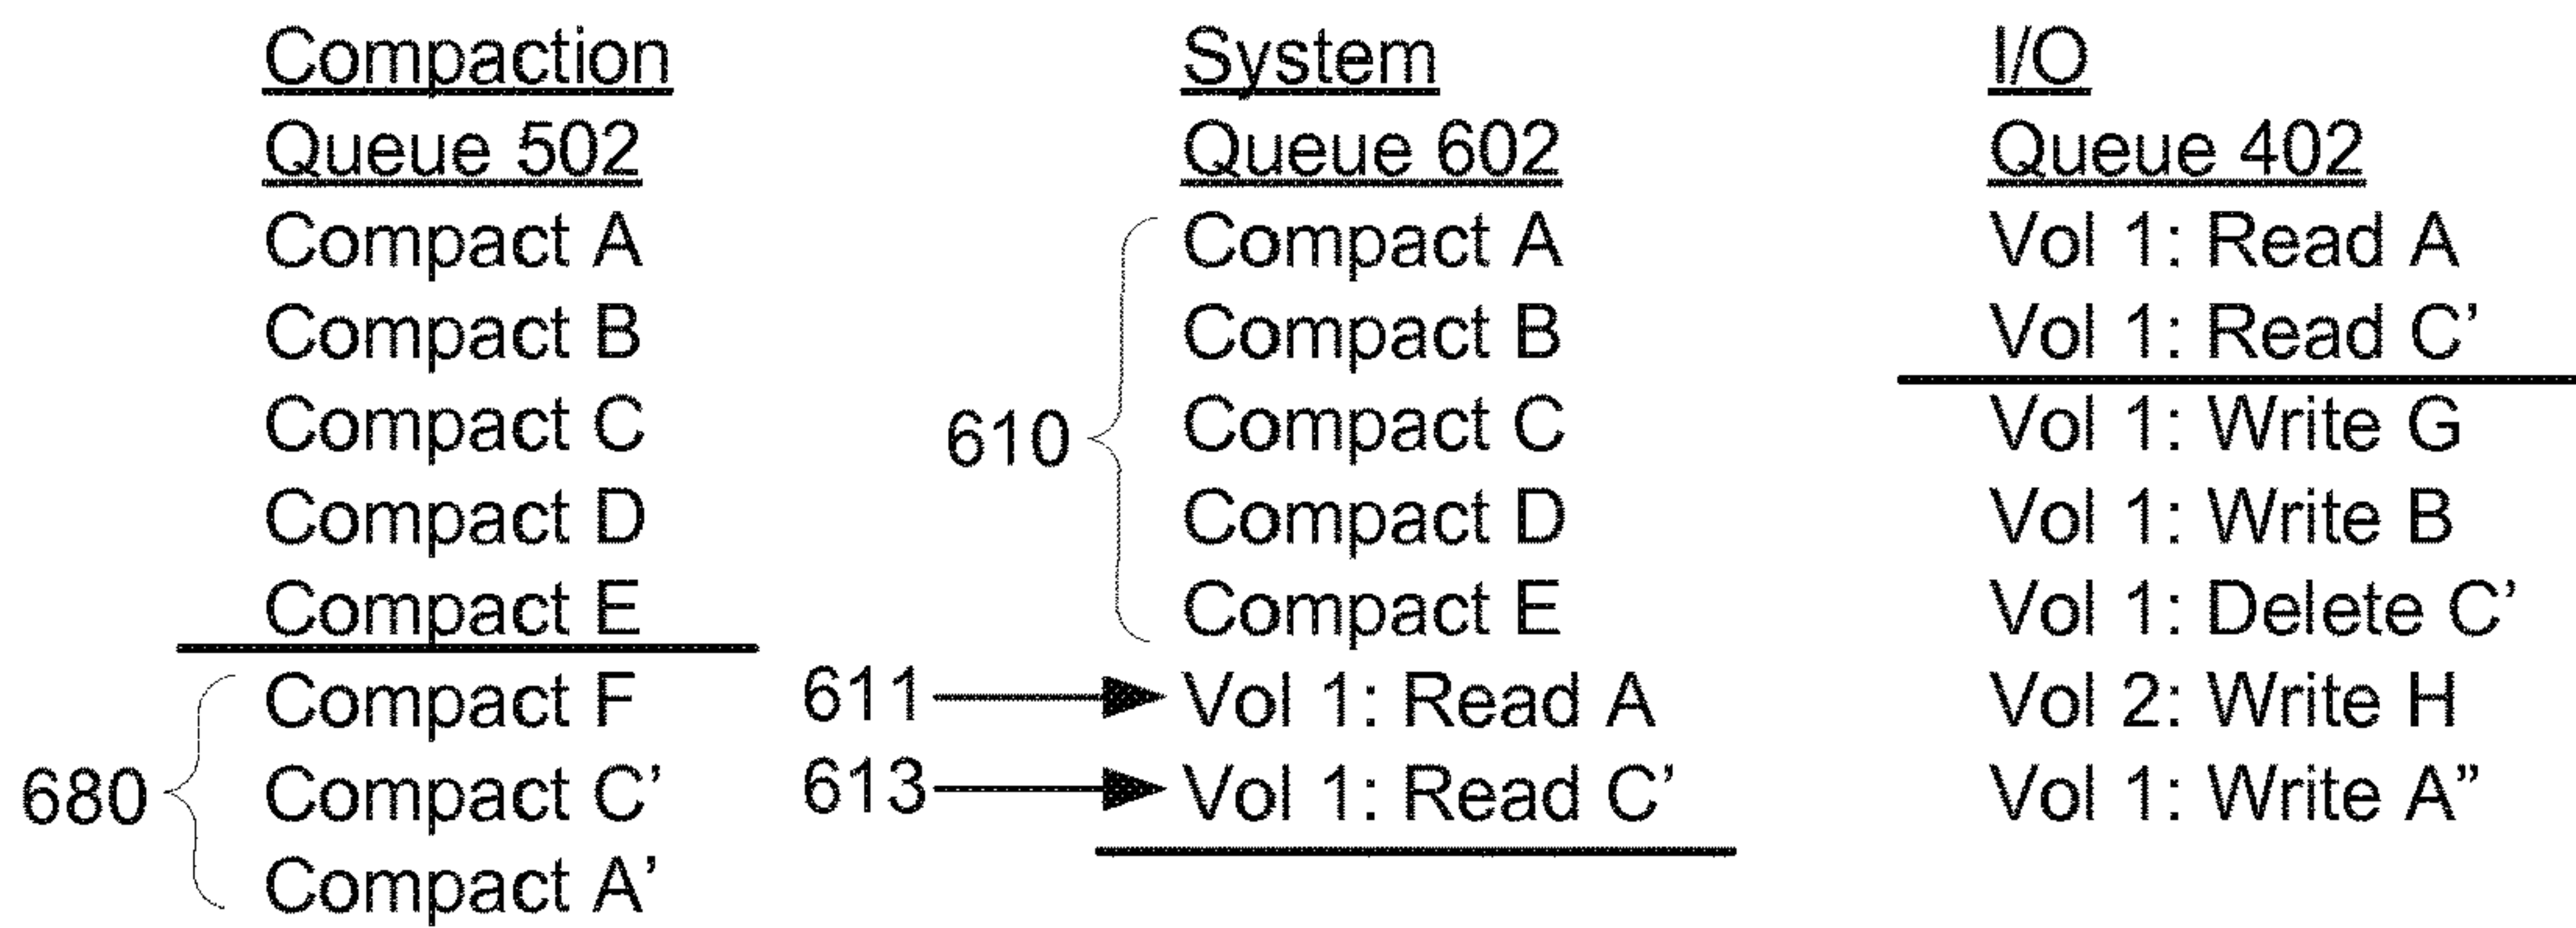 Compaction
Queue 502
Compact A
Compact B
Compact C
Compact D
Compact E
Compact F
Compact C’
Compact A’
680
System
Queue 602
Compact A
Compact B
Compact C
Compact D
Compact E
Vol 1: Read A
Vol 1: Read C’
610
611
613
I/O
Queue 402
Vol 1: Read A
Vol 1: Read C’
Vol 1: Write G
Vol 1: Write B
Vol 1: Delete C’
Vol 2: Write H
Vol 1: Write A”